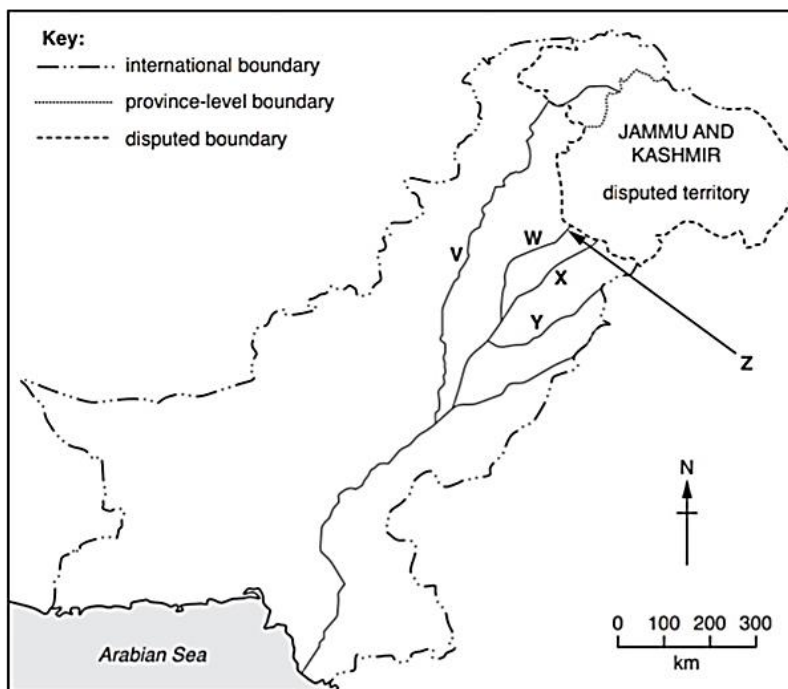 Key:
international boundary
province-level boundary
disputed boundary
JAMMU AND
KASHMIR
disputed territory
V
W
X
Y
Z
N
0 100 200 300
km
Arabian Sea